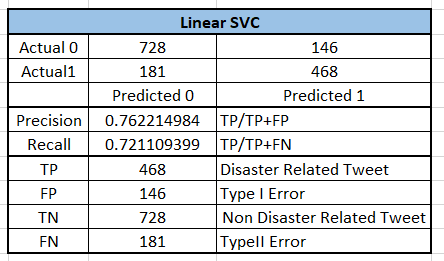 Linear SVC
Actual 0 728 146
Actual1 181 468
Predicted 0 Predicted 1
Precision 0.762214984 TP/TP+FP
Recall 0.721109399 TP/TP+FN
TP 468 Disaster Related Tweet
FP 146 Type I Error
TN 728 Non Disaster Related Tweet
FN 181 TypeII Error